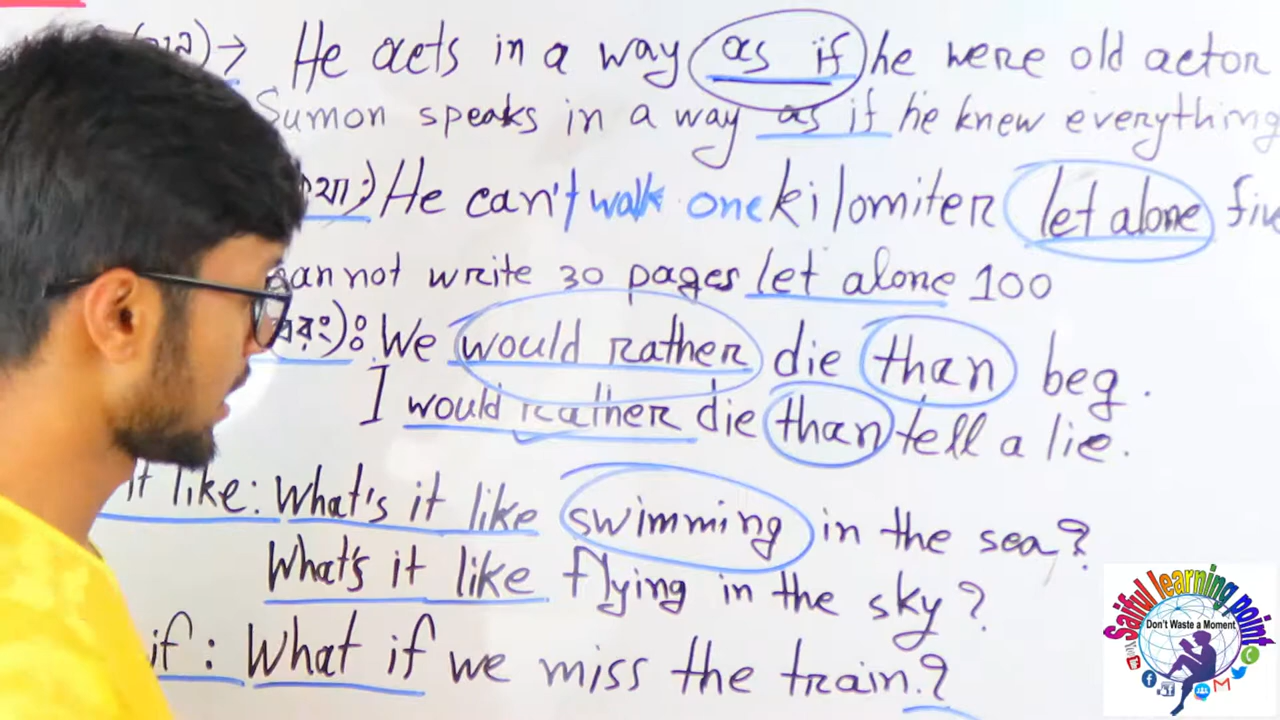 → He acts in a way as if he were old actor
Sumon speaks in a way as if he knew everything
He can't walk one kilomiter let alone
can not write 30 pages let alone 100
We would rather die than beg.
I would rather die than tell a lie.
it like: What's it like swimming in the sea?
What's it like flying in the sky?
if: What if we miss the train.?
Saiful learning point
Don't Waste a Moment